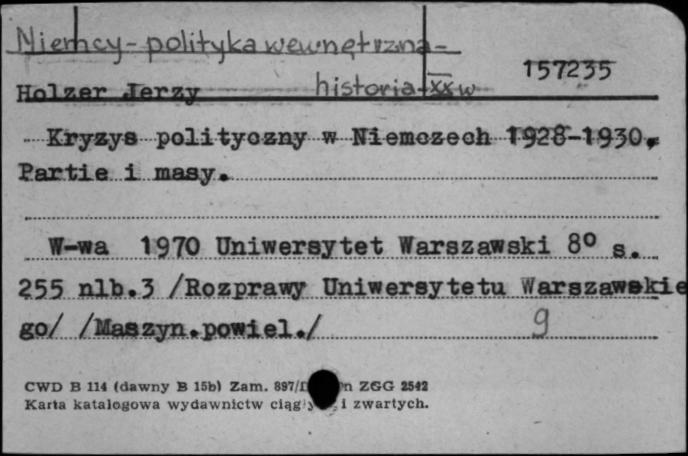 Niemcy - polityka wewnętrzna -
historia - XX w
157235
Holzer Jerzy
Kryzys polityczny w Niemczech 1928-1930.
Partie i masy.
W-wa 1970 Uniwersytet Warszawski 8° s.
255 nlb.3 /Rozprawy Uniwersytetu Warszawskie
go/ /Maszyn.powiel./
9
CWD B 114 (dawny B 15b) Zam. 897/ ZGG 2542
Karta katalogowa wydawnictw i zwartych.